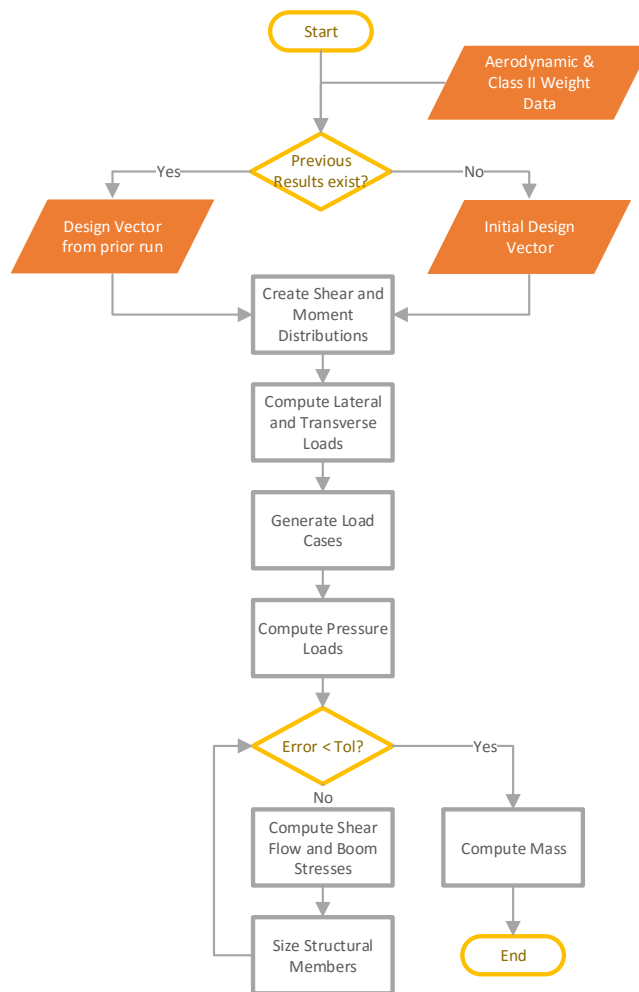 Start
Aerodynamic &
Class II Weight
Data
Previous
Results exist?
Yes
No
Design Vector
from prior run
Initial Design
Vector
Create Shear and
Moment
Distributions
Compute Lateral
and Transverse
Loads
Generate Load
Cases
Compute Pressure
Loads
Error < Tol?
Yes
No
Compute Shear
Flow and Boom
Stresses
Compute Mass
Size Structural
Members
End